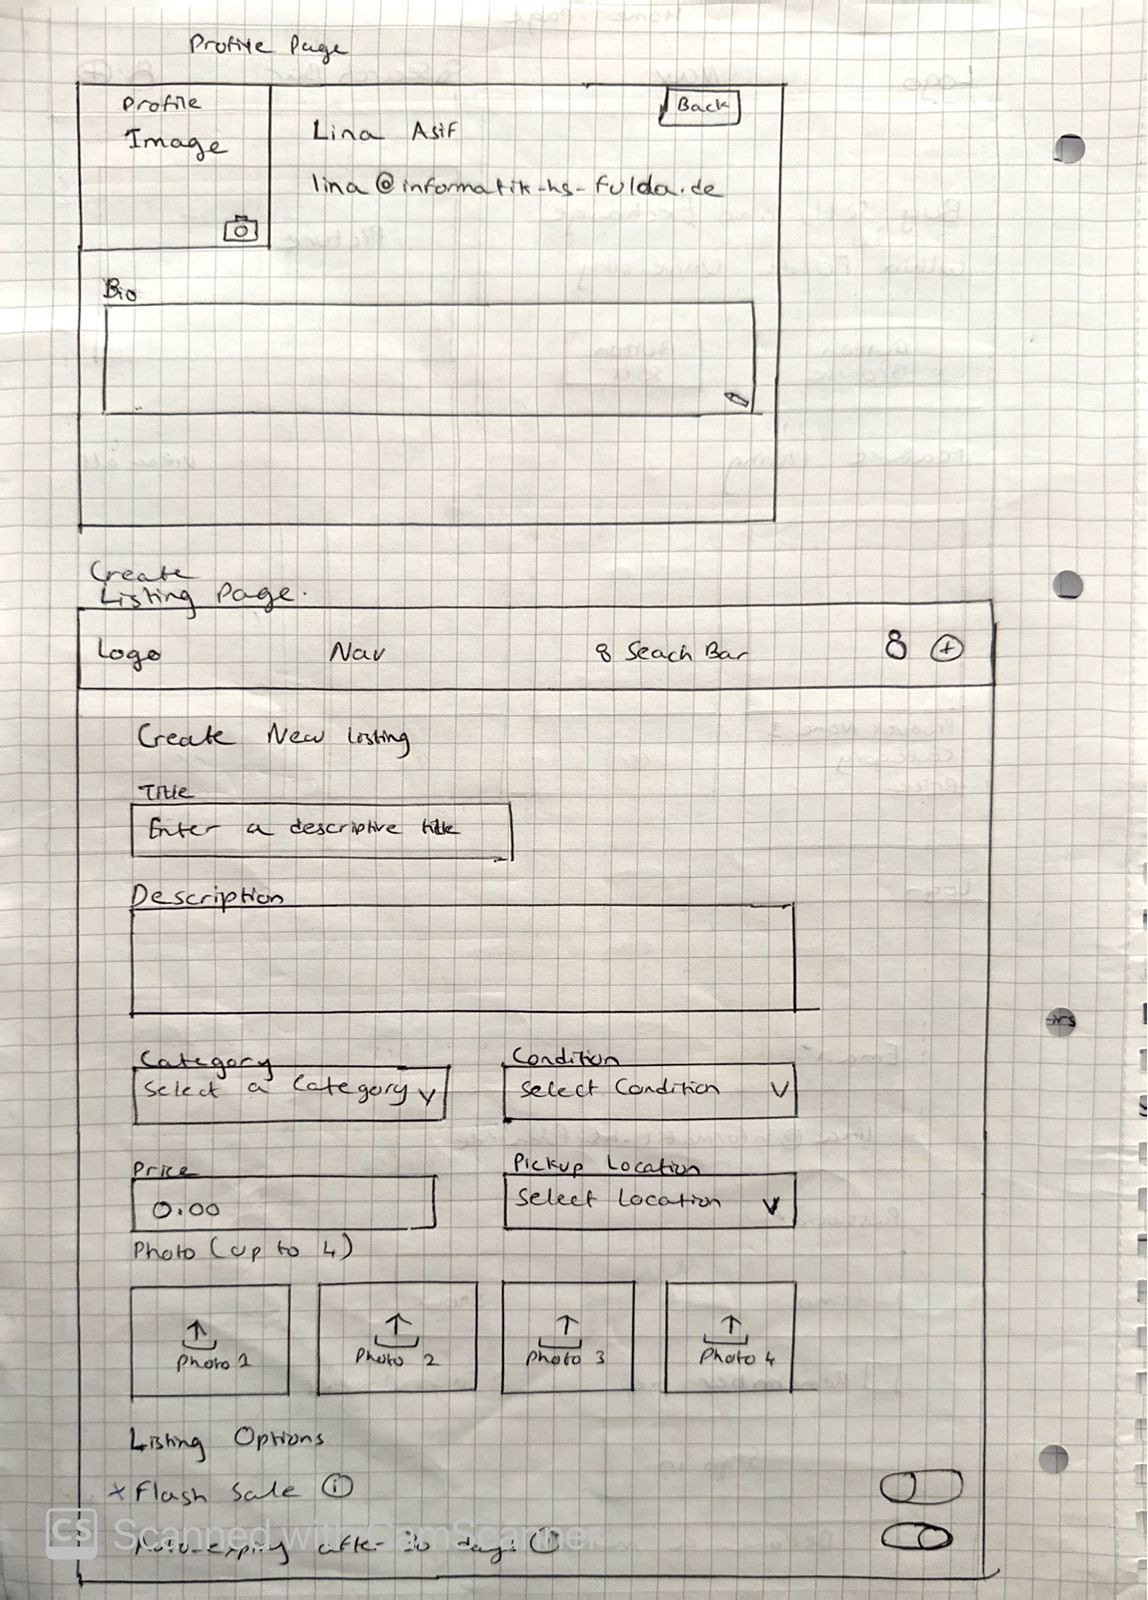 Profile Page
Profile
Image
Lina Asif
Back
lina@informatik-hs-fulda.de
Bio
Create
Listing Page.
Logo Nav Seach Bar
Create New listing
Title
Enter a descriptive title
Description
Category Condition
Select a Category Select Condition
Price Pickup Location
0.00 Select Location
Photo (up to 4)
Photo 1 Photo 2 Photo 3 Photo 4
Listing Options
Flash Sale i
Auto-expiry after 30 days i
CS Scanned with CamScanner